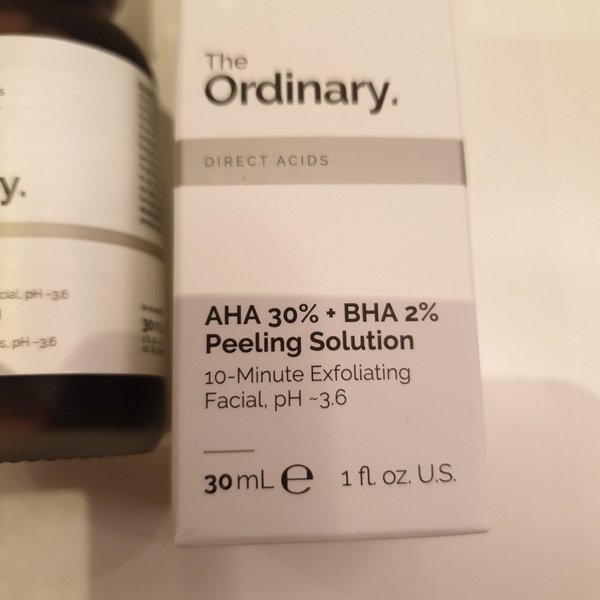 The
Ordinary.
DIRECT ACIDS
AHA 30% + BHA 2%
Peeling Solution
10-Minute Exfoliating
Facial, pH ~3.6
30 mL e 1 fl. oz. U.S.
y.
cial, pH ~3.6
s, pH ~3.6
30